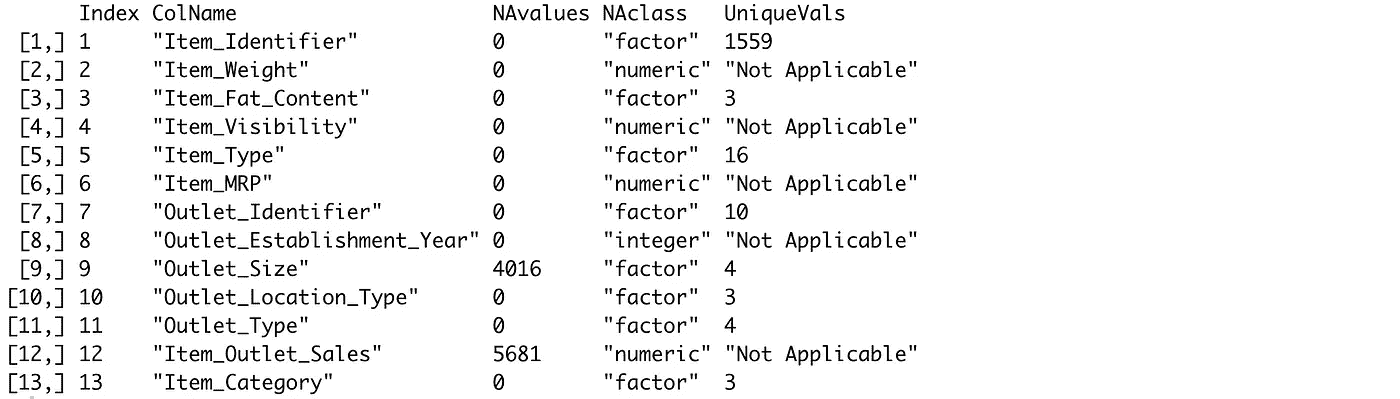 Index ColName NAvalues NAclass UniqueVals
[1,] 1 "Item_Identifier" 0 "factor" 1559
[2,] 2 "Item_Weight" 0 "numeric" "Not Applicable"
[3,] 3 "Item_Fat_Content" 0 "factor" 3
[4,] 4 "Item_Visibility" 0 "numeric" "Not Applicable"
[5,] 5 "Item_Type" 0 "factor" 16
[6,] 6 "Item_MRP" 0 "numeric" "Not Applicable"
[7,] 7 "Outlet_Identifier" 0 "factor" 10
[8,] 8 "Outlet_Establishment_Year" 0 "integer" "Not Applicable"
[9,] 9 "Outlet_Size" 4016 "factor" 4
[10,] 10 "Outlet_Location_Type" 0 "factor" 3
[11,] 11 "Outlet_Type" 0 "factor" 4
[12,] 12 "Item_Outlet_Sales" 5681 "numeric" "Not Applicable"
[13,] 13 "Item_Category" 0 "factor" 3